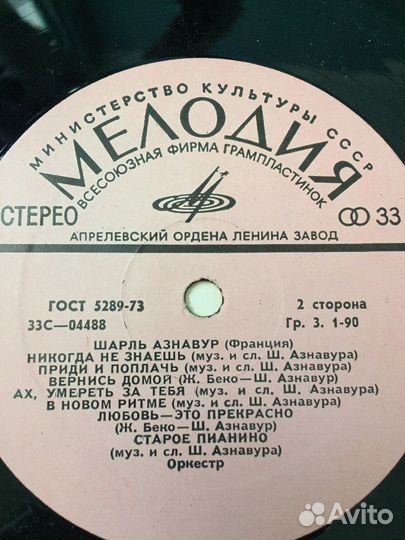 МИНИСТЕРСТВО КУЛЬТУРЫ СССР
МЕЛОДИЯ
ВСЕСОЮЗНАЯ ФИРМА ГРАМПЛАСТИНОК
СТЕРЕО
33
АПРЕЛЕВСКИЙ ОРДЕНА ЛЕНИНА ЗАВОД
ГОСТ 5289-73
2 сторона
33С—04488
Гр. 3. 1-90
ШАРЛЬ АЗНАВУР (Франция)
НИКОГДА НЕ ЗНАЕШЬ (муз. и сл. Ш. Азнавура)
ПРИДИ И ПОПЛАЧЬ (муз. и сл. Ш. Азнавура)
ВЕРНИСЬ ДОМОЙ (Ж. Беко—Ш. Азнавур)
АХ, УМЕРЕТЬ ЗА ТЕБЯ (муз. и сл. Ш. Азнавура)
В НОВОМ РИТМЕ (муз. и сл. Ш. Азнавура)
ЛЮБОВЬ—ЭТО ПРЕКРАСНО
(Ж. Беко—Ш. Азнавур)
СТАРОЕ ПИАНИНО
(муз. и сл. Ш. Азнавура)
Оркестр
Avito